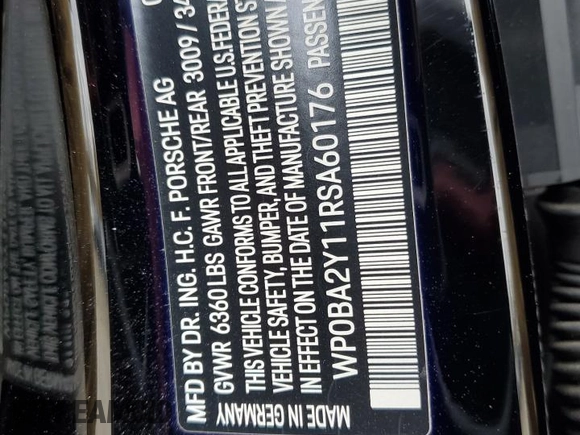 MFD BY DR. ING. H.C. F. PORSCHE AG
GVWR 6360 LBS GAWR FRONT/REAR 3009 / 34
THIS VEHICLE CONFORMS TO ALL APPLICABLE U.S. FEDERA
VEHICLE SAFETY, BUMPER, AND THEFT PREVENTION S
IN EFFECT ON THE DATE OF MANUFACTURE SHOWN
WP0BA2Y11RSA60176 PASSEN
MADE IN GERMANY